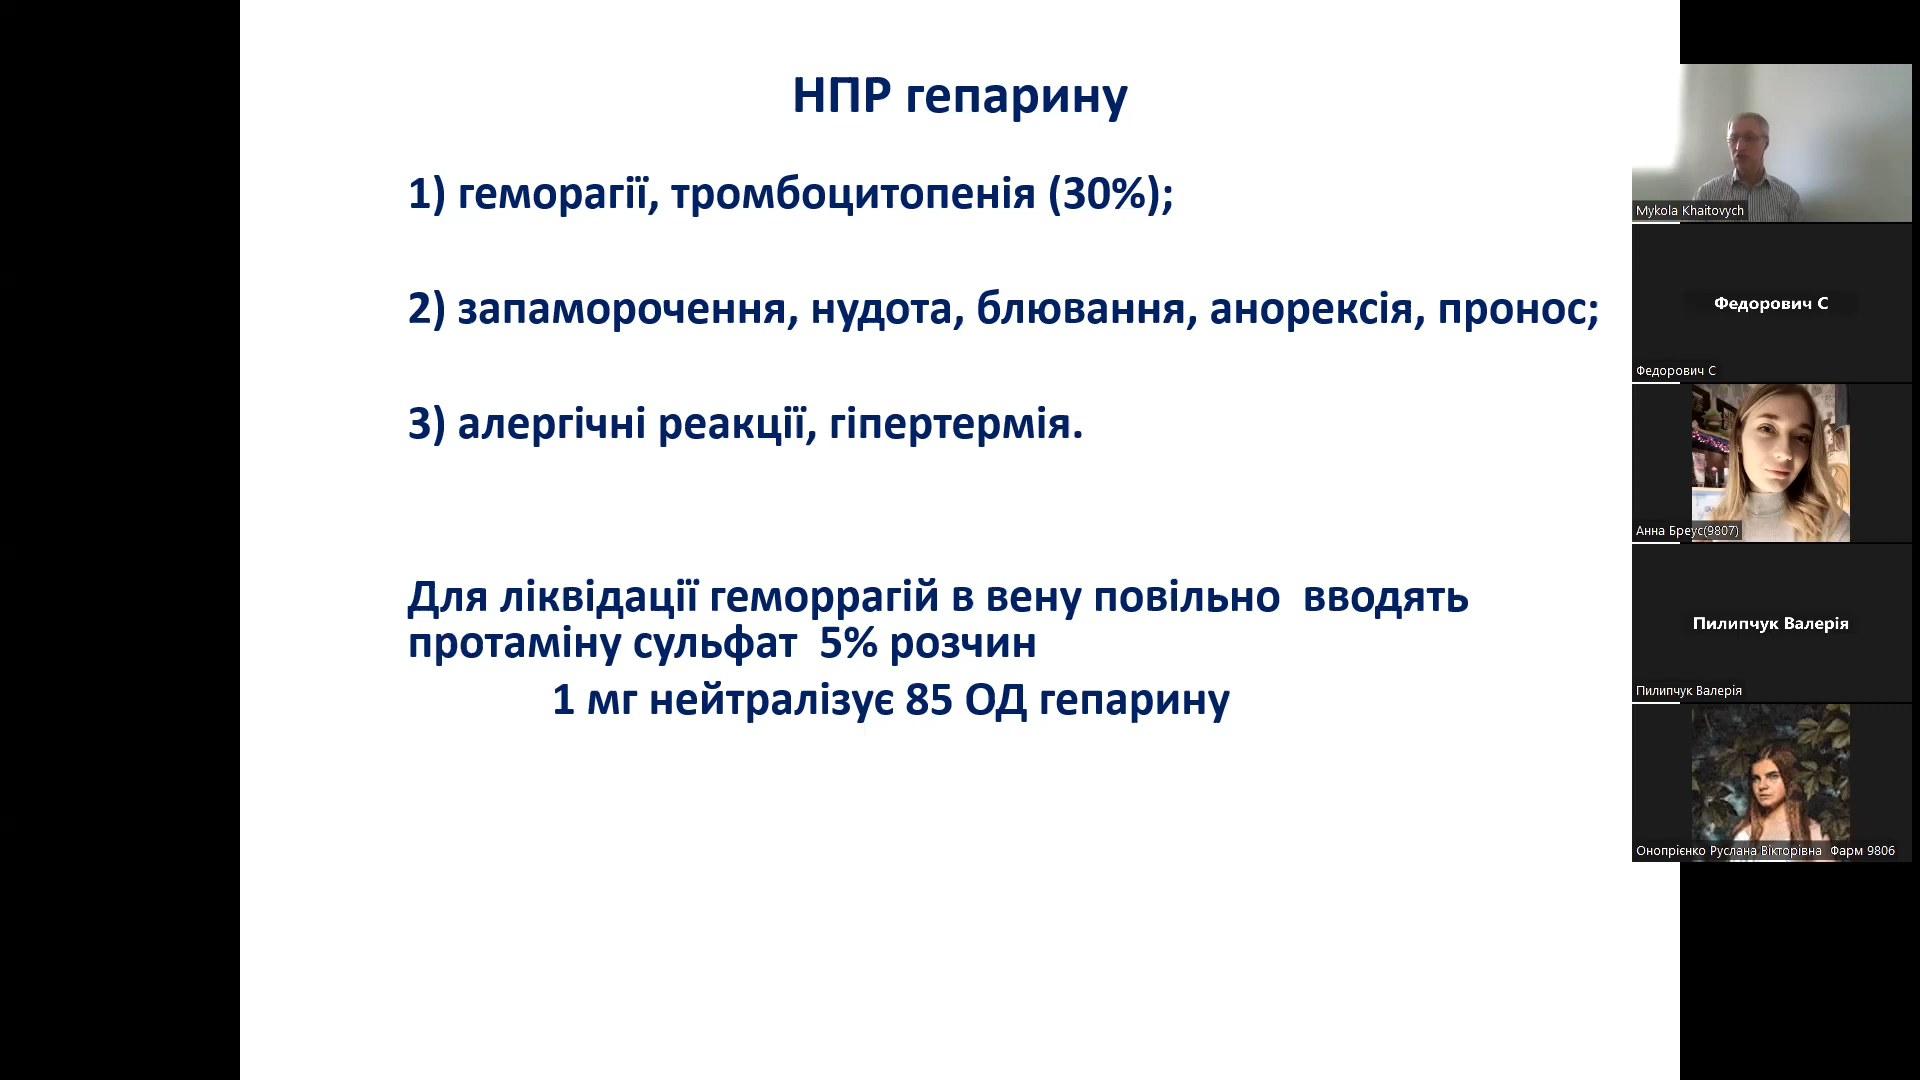 НПР гепарину
1) геморагії, тромбоцитопенія (30%);
2) запаморочення, нудота, блювання, анорексія, пронос;
3) алергічні реакції, гіпертермія.
Для ліквідації геморрагій в вену повільно вводять
протаміну сульфат 5% розчин
1 мг нейтралізує 85 ОД гепарину
Mykola Khaitovych
Федорович С
Федорович С
Анна Бреус(9807)
Пилипчук Валерія
Пилипчук Валерія
Онопрієнко Руслана Вікторівна Фарм 9806